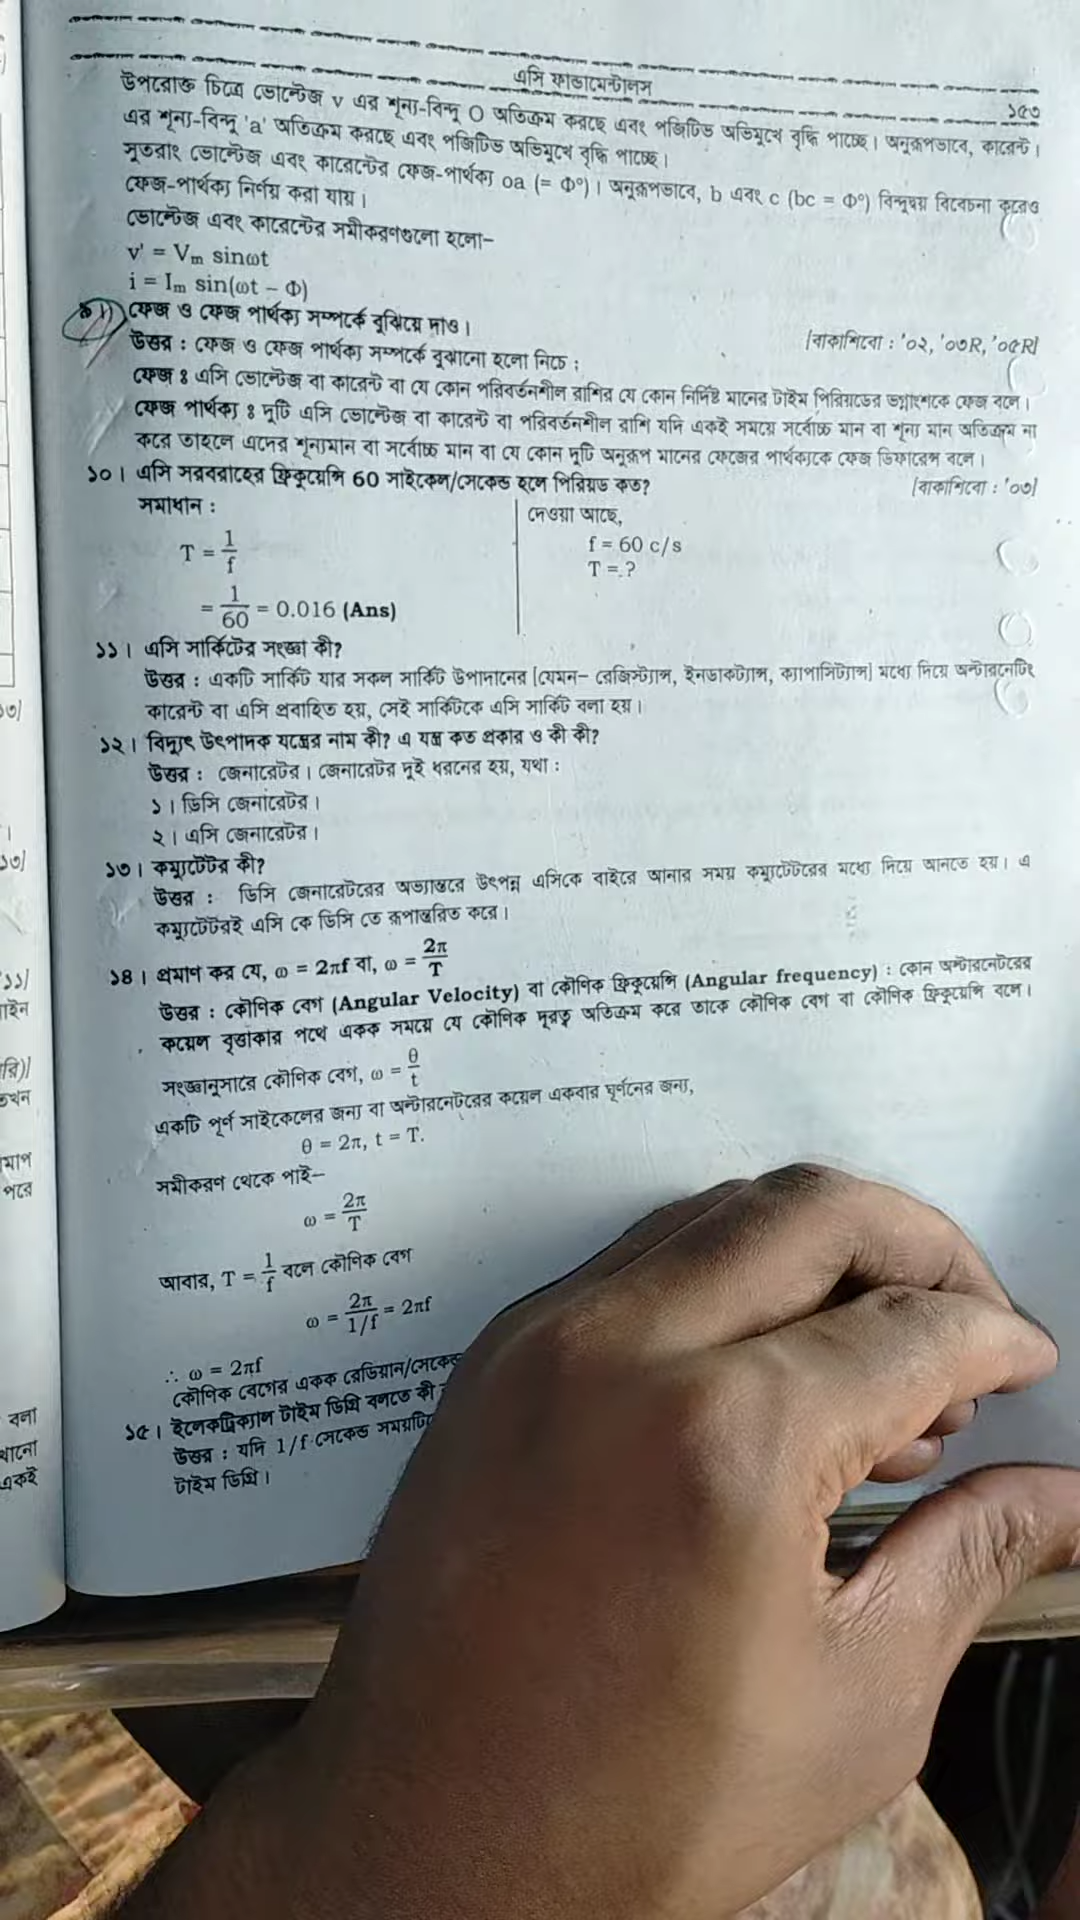 এসি ফান্ডামেন্টালস
১৫৩
উপরোক্ত চিত্রে ভোল্টেজ v এর শূন্য-বিন্দু O অতিক্রম করছে এবং পজিটিভ অভিমুখে বৃদ্ধি পাচ্ছে। অনুরূপভাবে, কারেন্ট।
এর শূন্য-বিন্দু 'a' অতিক্রম করছে এবং পজিটিভ অভিমুখে বৃদ্ধি পাচ্ছে।
সুতরাং ভোল্টেজ এবং কারেন্টের ফেজ-পার্থক্য oa (= Φ°)। অনুরূপভাবে, b এবং c (bc = Φ°) বিন্দুদ্বয় বিবেচনা করেও
ফেজ-পার্থক্য নির্ণয় করা যায়।
ভোল্টেজ এবং কারেন্টের সমীকরণগুলো হলো–
v' = Vm sinωt
i = Im sin(ωt – Φ)
৯। ফেজ ও ফেজ পার্থক্য সম্পর্কে বুঝিয়ে দাও।
[বাকাশিবো : '০২, '০৩R, '০৫R]
উত্তর : ফেজ ও ফেজ পার্থক্য সম্পর্কে বুঝানো হলো নিচে ;
ফেজ ঃ এসি ভোল্টেজ বা কারেন্ট বা যে কোন পরিবর্তনশীল রাশির যে কোন নির্দিষ্ট মানের টাইম পিরিয়ডের ভগ্নাংশকে ফেজ বলে।
ফেজ পার্থক্য ঃ দুটি এসি ভোল্টেজ বা কারেন্ট বা পরিবর্তনশীল রাশি যদি একই সময়ে সর্বোচ্চ মান বা শূন্য মান অতিক্রম না
করে তাহলে এদের শূন্যমান বা সর্বোচ্চ মান বা যে কোন দুটি অনুরূপ মানের ফেজের পার্থক্যকে ফেজ ডিফারেন্স বলে।
১০। এসি সরবরাহের ফ্রিকুয়েন্সি 60 সাইকেল/সেকেন্ড হলে পিরিয়ড কত?
[বাকাশিবো : '০৩]
সমাধান :
T = 1/f
= 1/60 = 0.016 (Ans)
দেওয়া আছে,
f = 60 c/s
T = ?
১১। এসি সার্কিটের সংজ্ঞা কী?
উত্তর : একটি সার্কিট যার সকল সার্কিট উপাদানের [যেমন– রেজিস্ট্যান্স, ইনডাকট্যান্স, ক্যাপাসিট্যান্স] মধ্যে দিয়ে অল্টারনেটিং
কারেন্ট বা এসি প্রবাহিত হয়, সেই সার্কিটকে এসি সার্কিট বলা হয়।
১২। বিদ্যুৎ উৎপাদক যন্ত্রের নাম কী? এ যন্ত্র কত প্রকার ও কী কী?
উত্তর : জেনারেটর। জেনারেটর দুই ধরনের হয়, যথা :
১। ডিসি জেনারেটর।
২। এসি জেনারেটর।
১৩। কম্যুটেটর কী?
উত্তর : ডিসি জেনারেটরের অভ্যান্তরে উৎপন্ন এসিকে বাইরে আনার সময় কম্যুটেটরের মধ্যে দিয়ে আনতে হয়। এ
কম্যুটেটরই এসি কে ডিসি তে রূপান্তরিত করে।
১৪। প্রমাণ কর যে, ω = 2πf বা, ω = 2π/T
উত্তর : কৌণিক বেগ (Angular Velocity) বা কৌণিক ফ্রিকুয়েন্সি (Angular frequency) : কোন অল্টারনেটরের
কয়েল বৃত্তাকার পথে একক সময়ে যে কৌণিক দূরত্ব অতিক্রম করে তাকে কৌণিক বেগ বা কৌণিক ফ্রিকুয়েন্সি বলে।
সংজ্ঞানুসারে কৌণিক বেগ, ω = θ/t
একটি পূর্ণ সাইকেলের জন্য বা অল্টারনেটরের কয়েল একবার ঘূর্ণনের জন্য,
θ = 2π, t = T.
সমীকরণ থেকে পাই–
ω = 2π/T
আবার, T = 1/f বলে কৌণিক বেগ
ω = 2π/1/f = 2πf
∴ ω = 2πf
কৌণিক বেগের একক রেডিয়ান/সেকেন্ড
১৫। ইলেকট্রিক্যাল টাইম ডিগ্রি বলতে কী
উত্তর : যদি 1/f সেকেন্ড সময়টি
টাইম ডিগ্রি।
বলা
একই